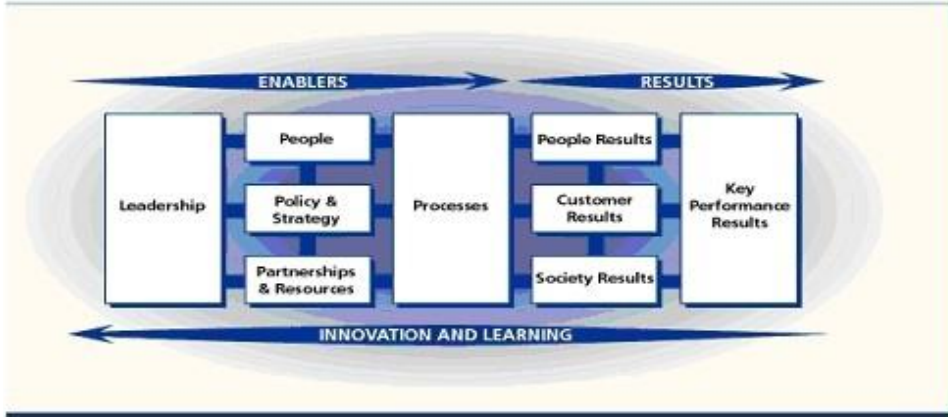 ENABLERS
RESULTS
Leadership
People
Policy &
Strategy
Partnerships
& Resources
Processes
People Results
Customer
Results
Society Results
Key
Performance
Results
INNOVATION AND LEARNING